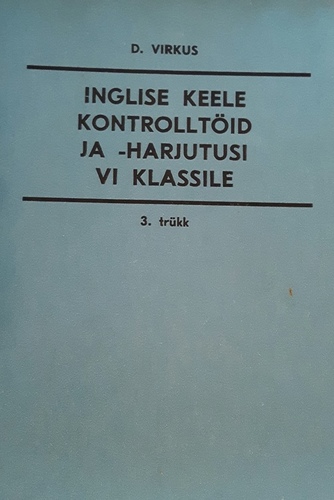 D. VIRKUS
INGLISE KEELE
KONTROLLTÖID
JA -HARJUTUSI
VI KLASSILE
3. trükk